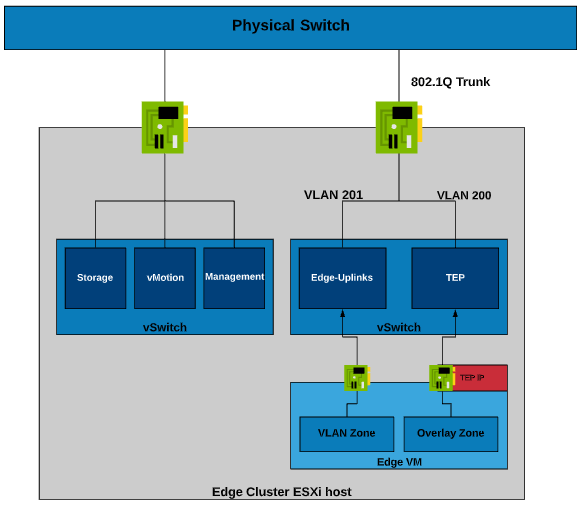 Physical Switch
802.1Q Trunk
VLAN 201
VLAN 200
Storage
vMotion
Management
Edge-Uplinks
TEP
vSwitch
vSwitch
TEP IP
VLAN Zone
Overlay Zone
Edge VM
Edge Cluster ESXi host